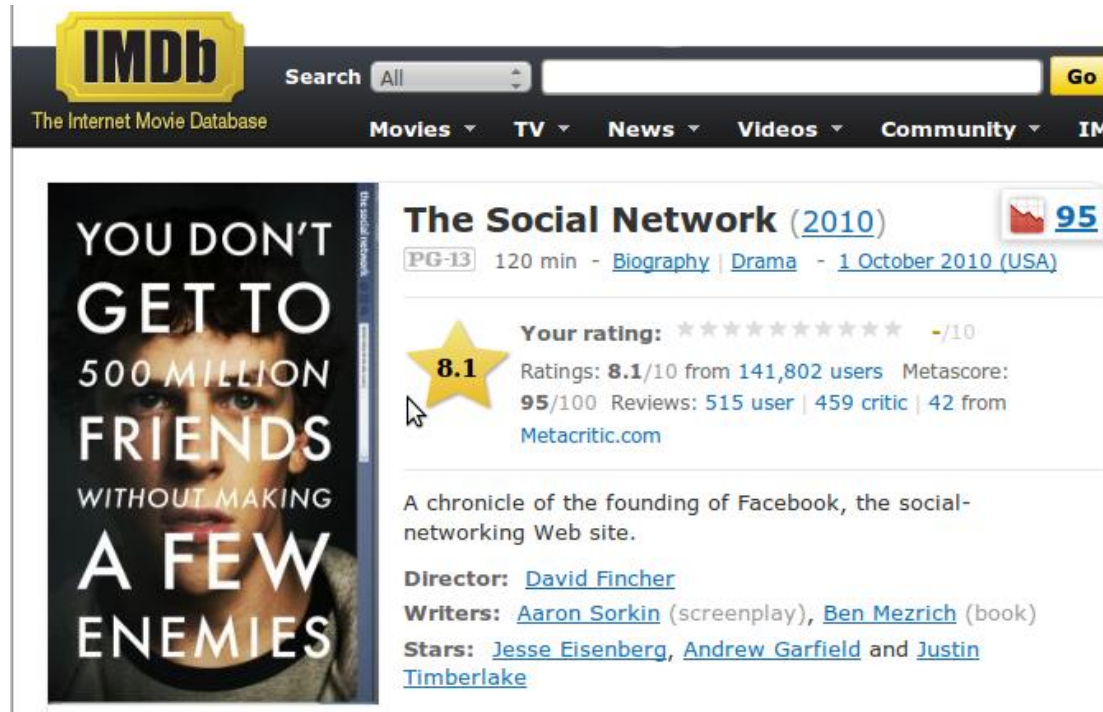 IMDb
The Internet Movie Database
Search All Go
Movies TV News Videos Community
YOU DON'T
GET TO
500 MILLION
FRIENDS
WITHOUT MAKING
A FEW
ENEMIES
the social network
The Social Network (2010)
95
PG-13 120 min - Biography | Drama - 1 October 2010 (USA)
8.1
Your rating: -/10
Ratings: 8.1/10 from 141,802 users Metascore:
95/100 Reviews: 515 user | 459 critic | 42 from
Metacritic.com
A chronicle of the founding of Facebook, the social-
networking Web site.
Director: David Fincher
Writers: Aaron Sorkin (screenplay), Ben Mezrich (book)
Stars: Jesse Eisenberg, Andrew Garfield and Justin
Timberlake